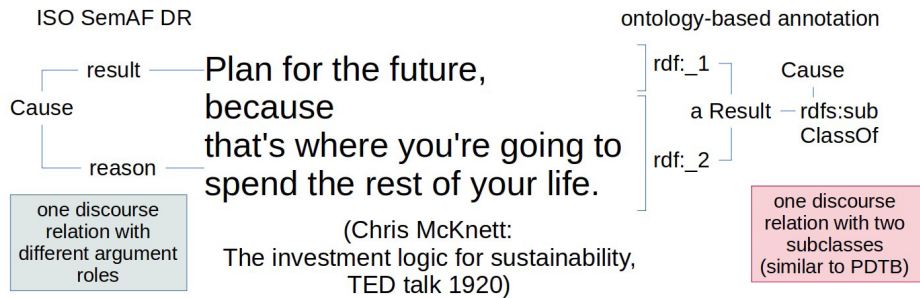 ISO SemAF DR
ontology-based annotation
result
Cause
reason
Plan for the future,
because
that's where you're going to
spend the rest of your life.
(Chris McKnett:
The investment logic for sustainability,
TED talk 1920)
rdf:_1
rdf:_2
a Result
Cause
rdfs:sub
ClassOf
one discourse
relation with
different argument
roles
one discourse
relation with two
subclasses
(similar to PDTB)